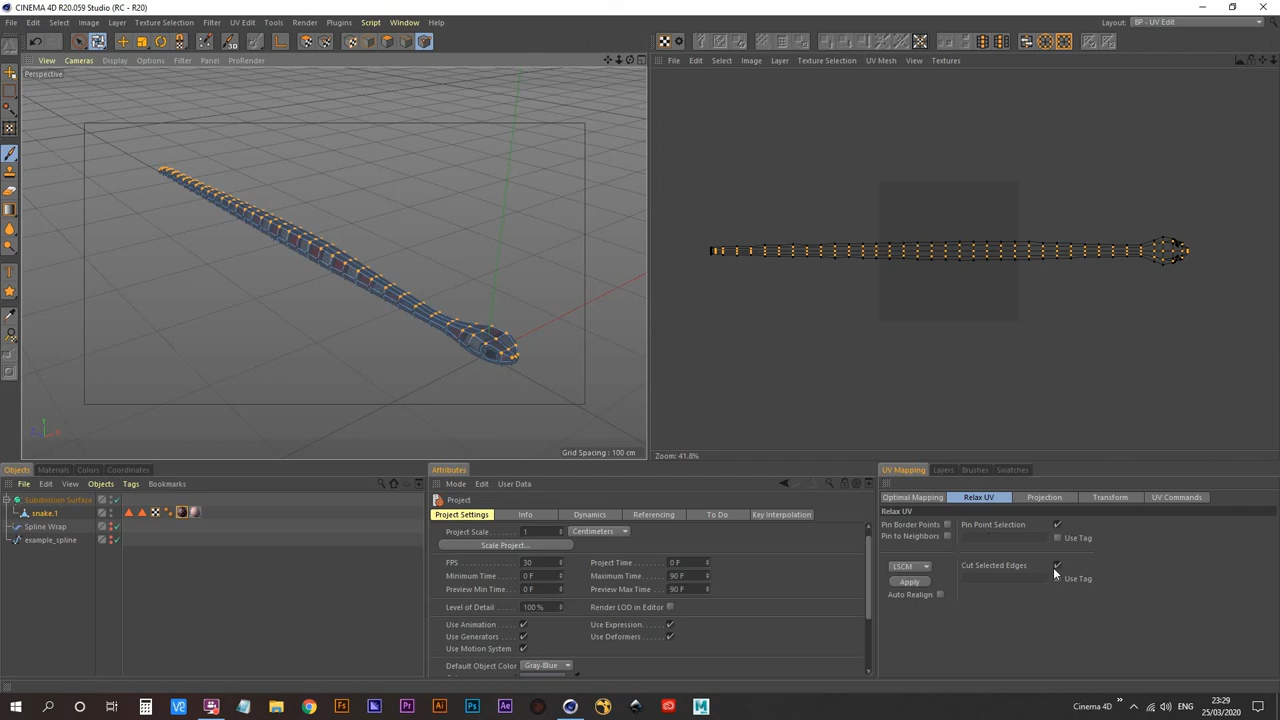 CINEMA 4D R20.059 Studio (RC - R20)
File Edit Select Image Layer Texture Selection Filter UV Edit Tools Render Plugins Script Window Help
Layout: BP - UV Edit
View Cameras Display Options Filter Panel ProRender
File Edit Select Image Layer Texture Selection UV Mesh View Textures
Perspective
Y
X
Grid Spacing : 100 cm
Zoom: 41.8%
Objects Materials Colors Coordinates
File Edit View Objects Tags Bookmarks
Subdivision Surface
snake.1
Spline Wrap
example_spline
Attributes
Mode Edit User Data
Project
Project Settings Info Dynamics Referencing To Do Key Interpolation
Project Scale 1 Centimeters
Scale Project...
FPS 30 Project Time 0 F
Minimum Time 0 F Maximum Time 90 F
Preview Min Time 0 F Preview Max Time 90 F
Level of Detail 100 % Render LOD in Editor
Use Animation Use Expression
Use Generators Use Deformers
Use Motion System
Default Object Color Gray-Blue
UV Mapping Layers Brushes Swatches
Optimal Mapping Relax UV Projection Transform UV Commands
Relax UV
Pin Border Points Pin Point Selection
Pin to Neighbors Use Tag
LSCM Cut Selected Edges
Apply Use Tag
Auto Realign
Fs Pr Ai Ps Ae M
Cinema 4D ENG 23:29
25/03/2020